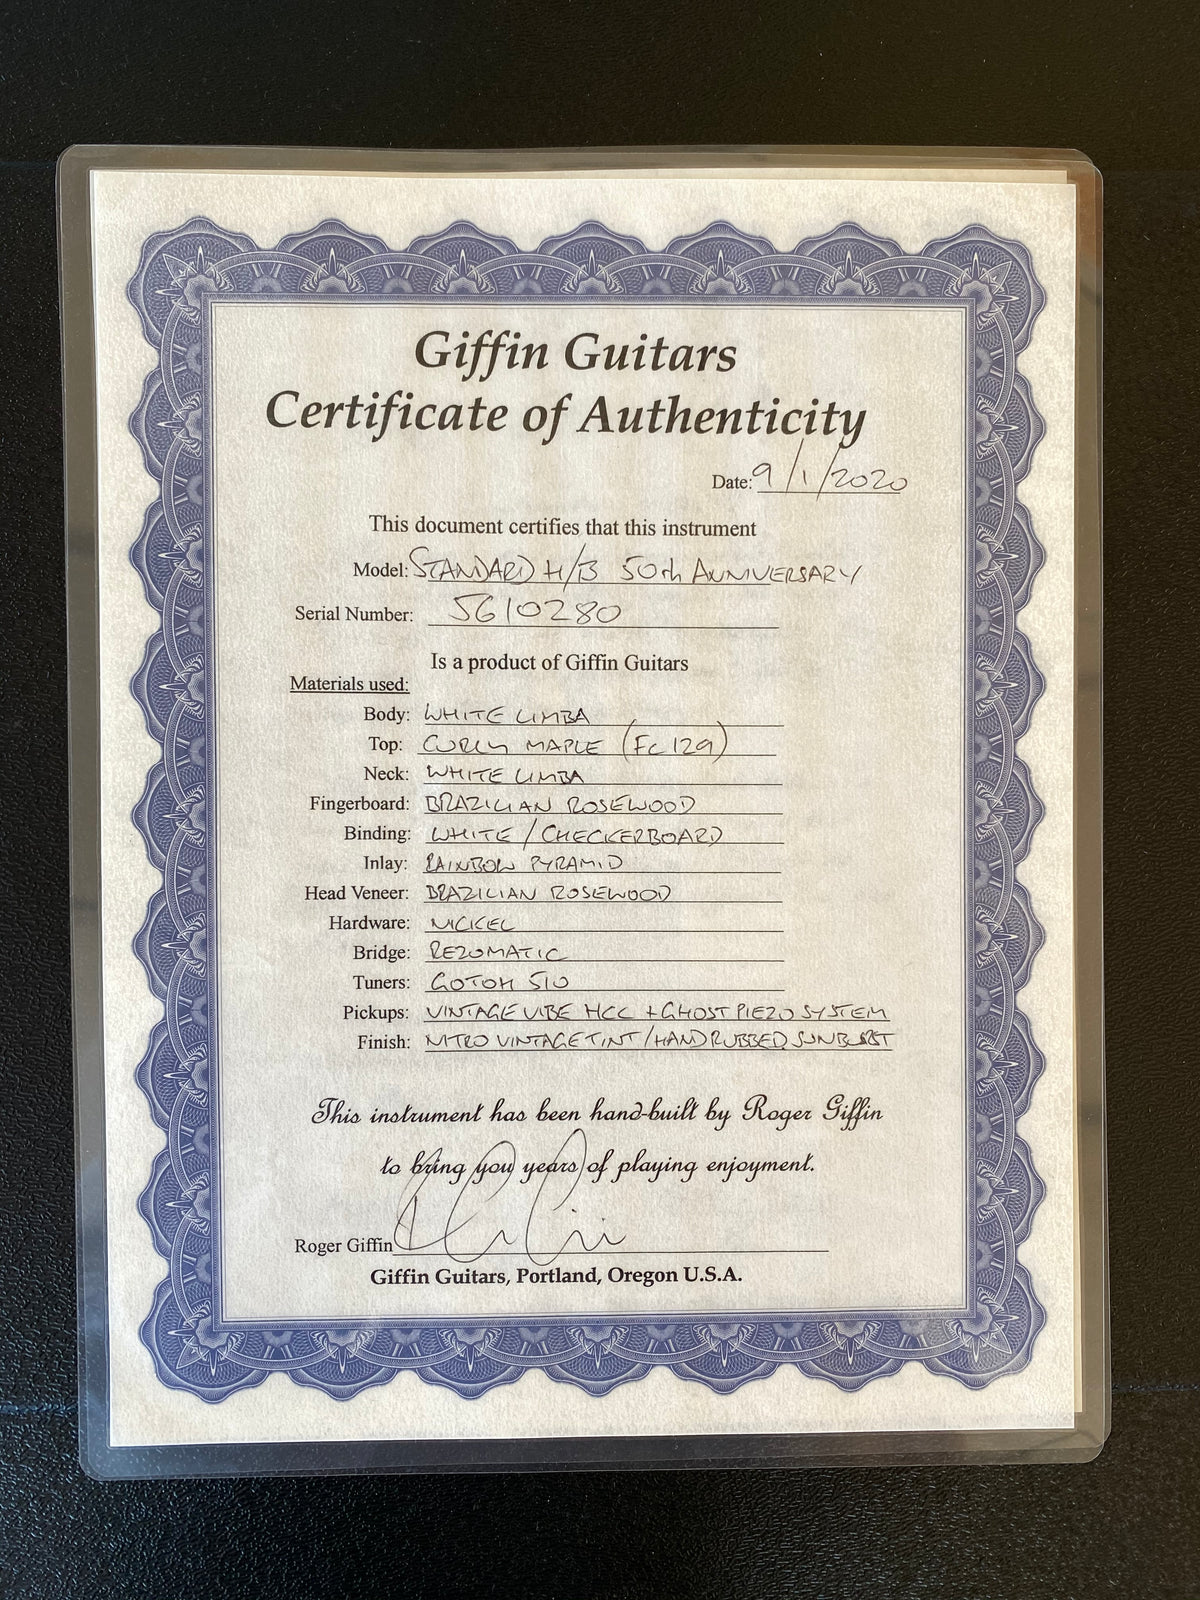 Giffin Guitars
Certificate of Authenticity
Date: 9/1/2020
This document certifies that this instrument
Model: STANDARD H/B 50th ANNIVERSARY
Serial Number: 5610280
Is a product of Giffin Guitars
Materials used:
Body: WHITE LIMBA
Top: CURLY MAPLE (FC129)
Neck: WHITE LIMBA
Fingerboard: BRAZILIAN ROSEWOOD
Binding: WHITE / CHECKERBOARD
Inlay: RAINBOW PYRAMID
Head Veneer: BRAZILIAN ROSEWOOD
Hardware: NICKEL
Bridge: REZOMATIC
Tuners: GOTOH 510
Pickups: VINTAGE VIBE HCC + GHOST PIEZO SYSTEM
Finish: NITRO VINTAGE TINT / HAND RUBBED SUNBURST
This instrument has been hand-built by Roger Giffin
to bring you years of playing enjoyment.
Roger Giffin
Giffin Guitars, Portland, Oregon U.S.A.